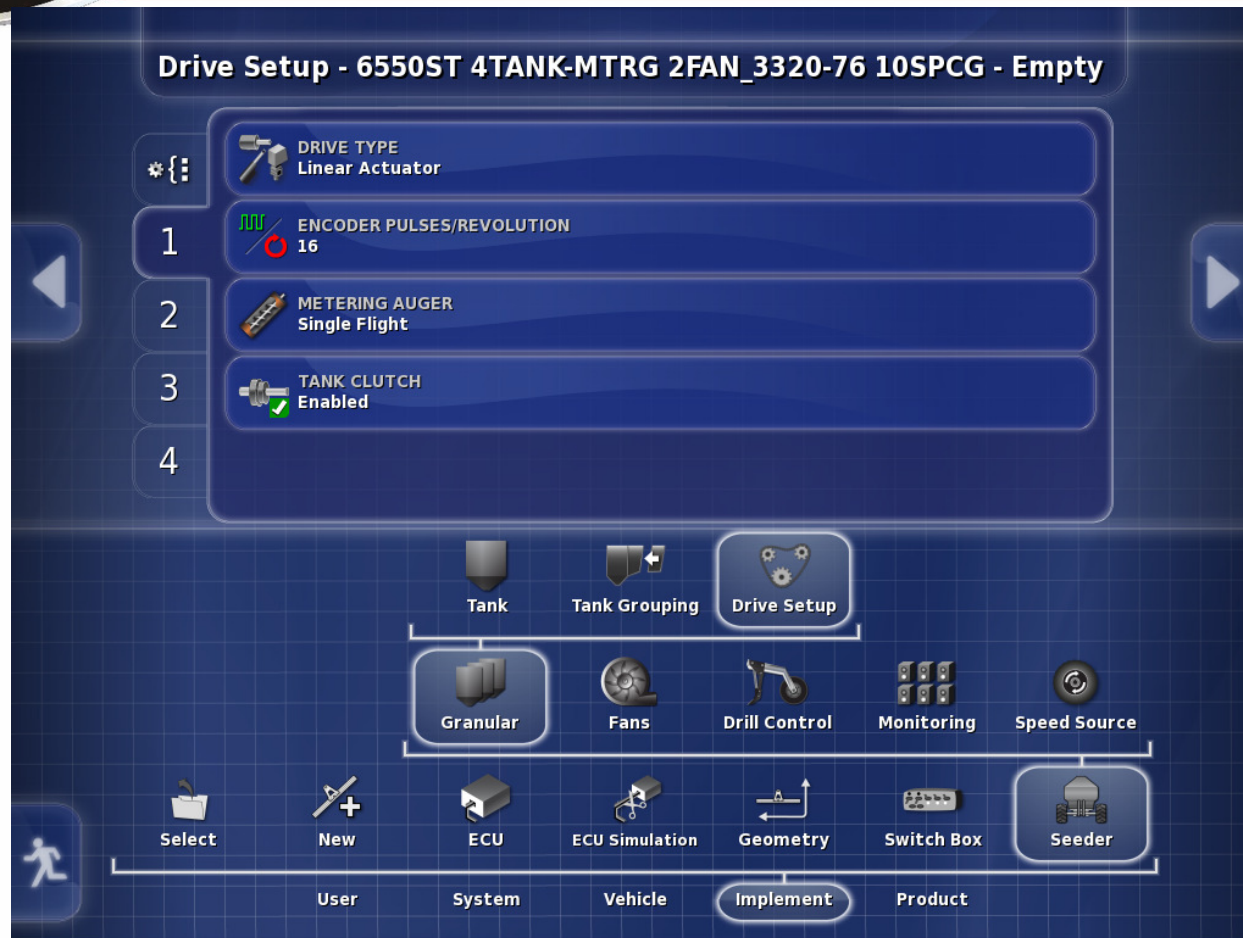 Drive Setup - 6550ST 4TANK-MTRG 2FAN_3320-76 10SPCG - Empty
DRIVE TYPE
Linear Actuator
1
ENCODER PULSES/REVOLUTION
16
2
METERING AUGER
Single Flight
3
TANK CLUTCH
Enabled
4
Tank
Tank Grouping
Drive Setup
Granular
Fans
Drill Control
Monitoring
Speed Source
Select
New
ECU
ECU Simulation
Geometry
Switch Box
Seeder
User
System
Vehicle
Implement
Product